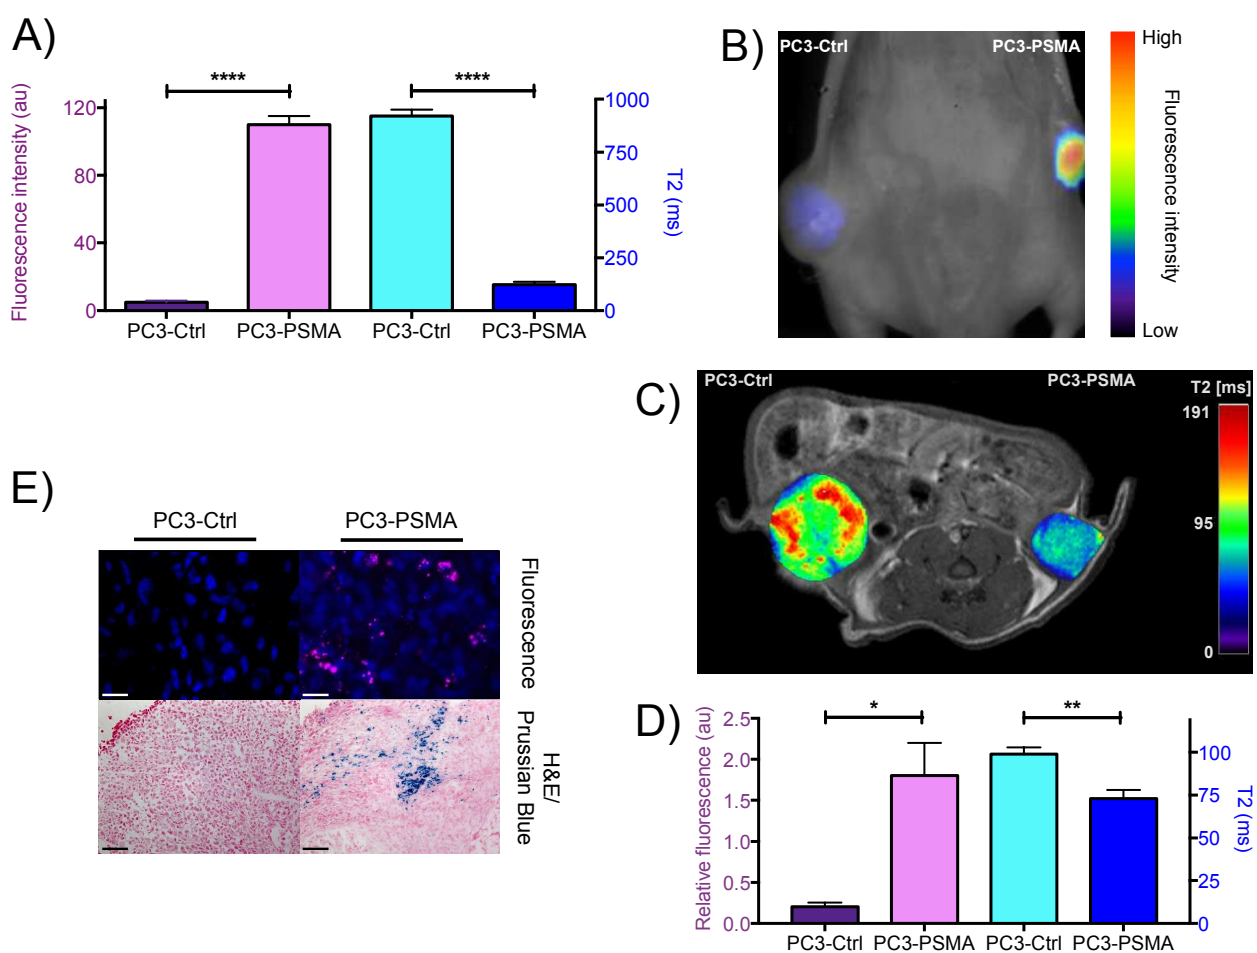 A)
****
****
Fluorescence intensity (au)
120
80
40
0
1000
750
500
250
0
T2 (ms)
PC3-Ctrl
PC3-PSMA
PC3-Ctrl
PC3-PSMA
B)
PC3-Ctrl
PC3-PSMA
High
Fluorescence intensity
Low
C)
PC3-Ctrl
PC3-PSMA
T2 [ms]
191
95
0
E)
PC3-Ctrl
PC3-PSMA
Fluorescence
H&E/
Prussian Blue
D)
*
**
Relative fluorescence (au)
2.5
2.0
1.5
1.0
0.5
0.0
100
75
50
25
0
T2 (ms)
PC3-Ctrl
PC3-PSMA
PC3-Ctrl
PC3-PSMA